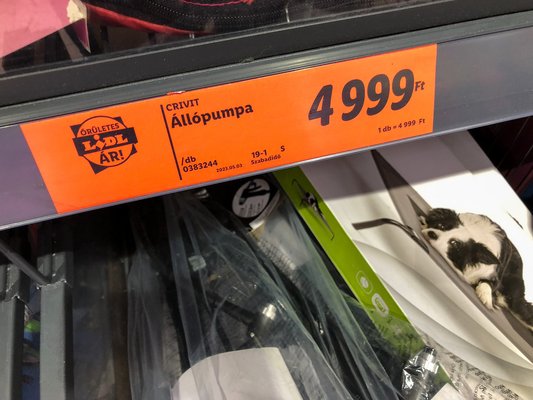 ŐRÜLETES
LIDL
ÁR!
CRIVIT
Állópumpa
4 999 Ft
1 db = 4 999 Ft
/db
0383244
2022.05.03
19-1 S
Szabadidő